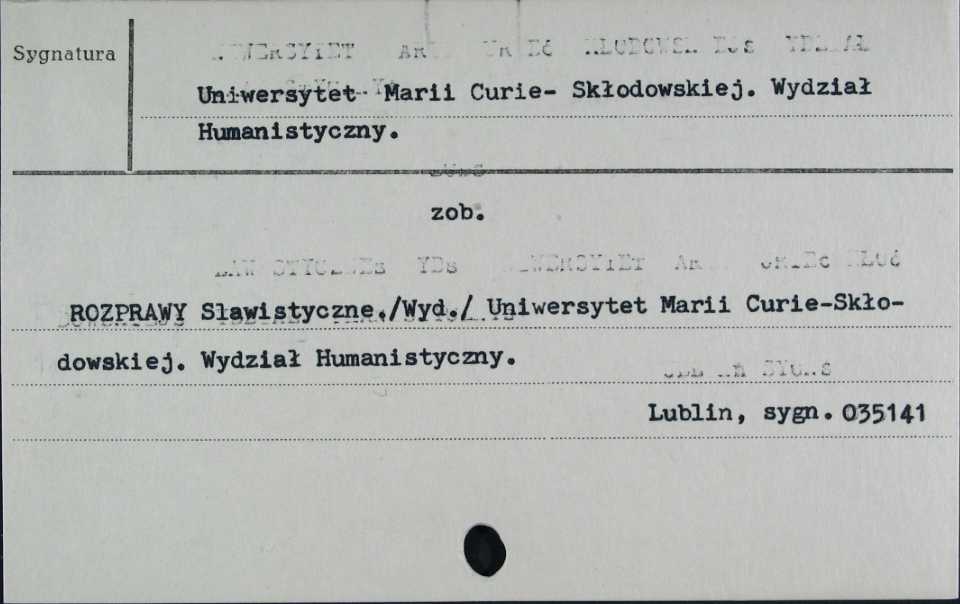 Sygnatura
Uniwersytet Marii Curie- Skłodowskiej. Wydział
Humanistyczny.
zob.
ROZPRAWY Slawistyczne./Wyd./ Uniwersytet Marii Curie-Skło-
dowskiej. Wydział Humanistyczny.
Lublin, sygn. 035141